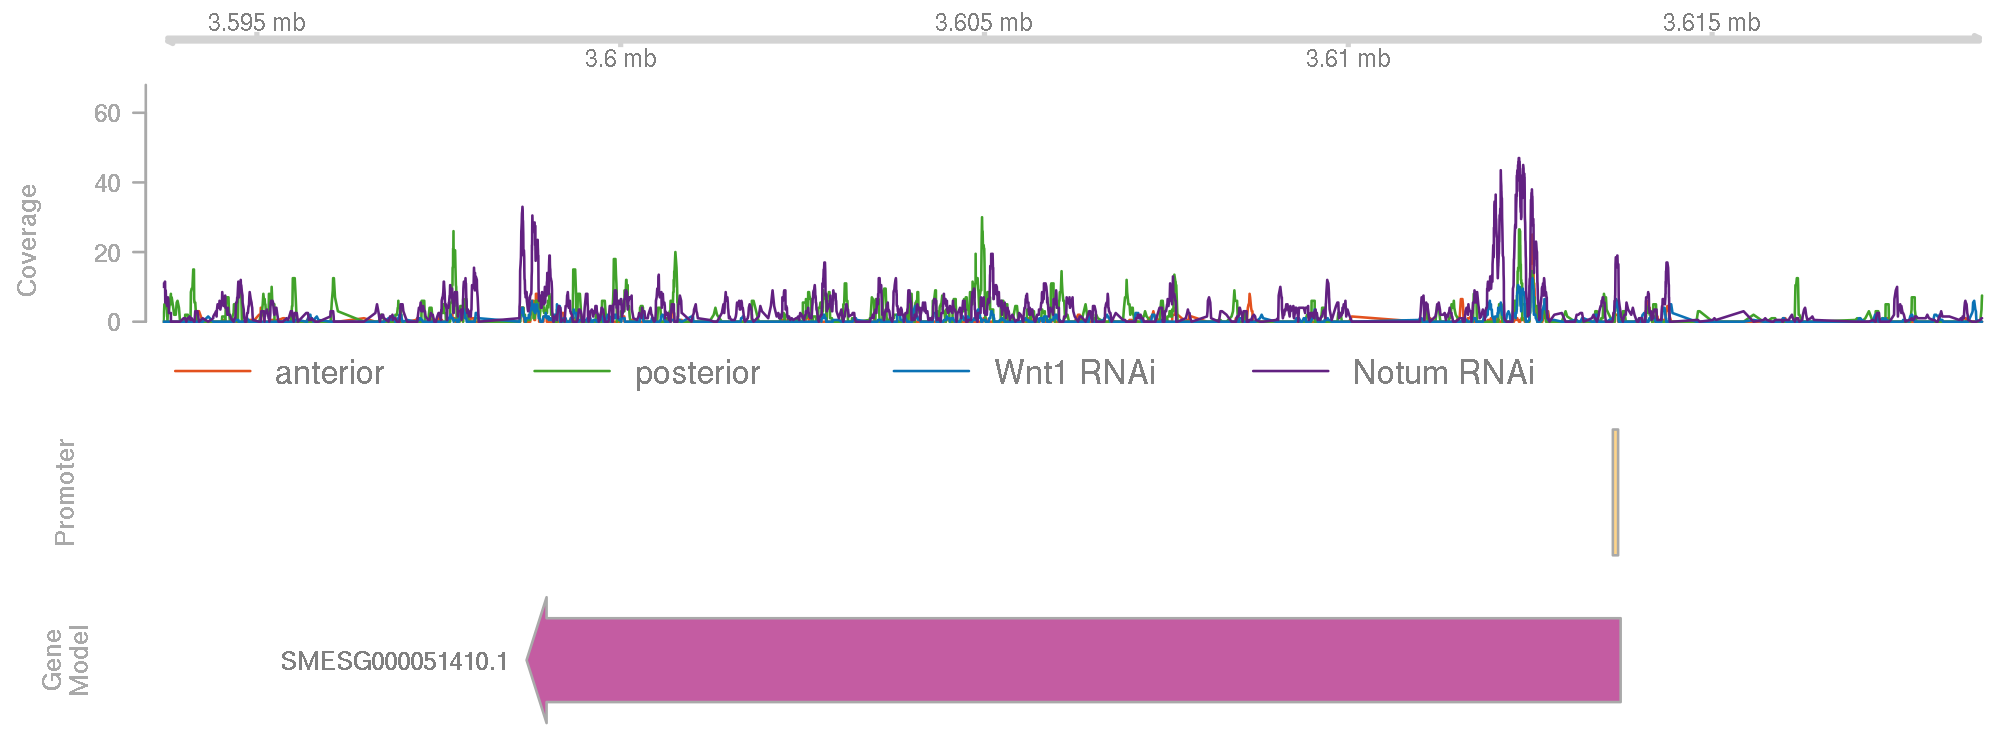 3.595 mb
3.605 mb
3.615 mb
3.6 mb
3.61 mb
Coverage
60
40
20
0
anterior
posterior
Wnt1 RNAi
Notum RNAi
Promoter
Gene
Model
SMESG000051410.1